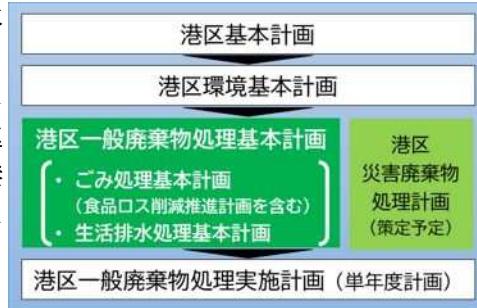 港区基本計画
港区環境基本計画
港区一般廃棄物処理基本計画
・ ごみ処理基本計画
(食品ロス削減推進計画を含む)
・ 生活排水処理基本計画
港区
災害廃棄物
処理計画
(策定予定)
港区一般廃棄物処理実施計画(単年度計画)